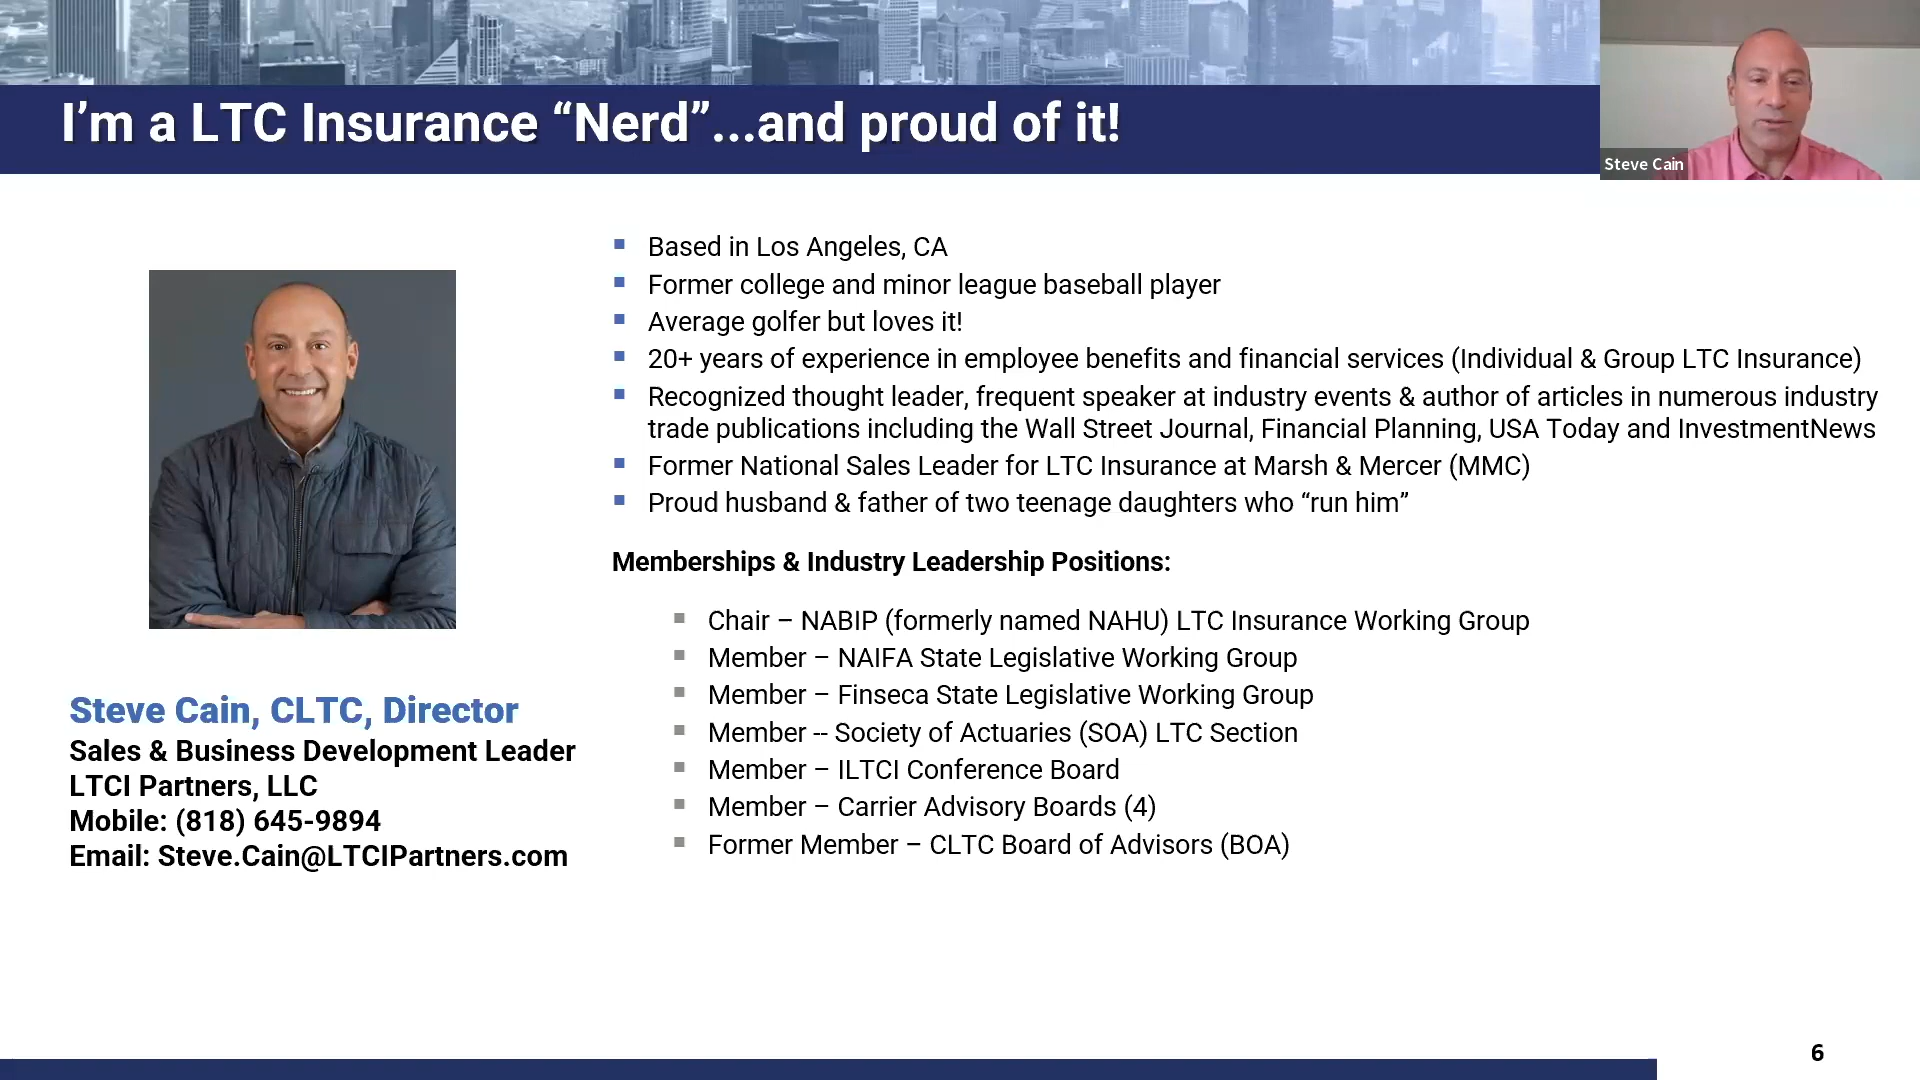 I’m a LTC Insurance “Nerd”...and proud of it!
Steve Cain
Based in Los Angeles, CA
Former college and minor league baseball player
Average golfer but loves it!
20+ years of experience in employee benefits and financial services (Individual & Group LTC Insurance)
Recognized thought leader, frequent speaker at industry events & author of articles in numerous industry
trade publications including the Wall Street Journal, Financial Planning, USA Today and InvestmentNews
Former National Sales Leader for LTC Insurance at Marsh & Mercer (MMC)
Proud husband & father of two teenage daughters who “run him”
Memberships & Industry Leadership Positions:
Chair – NABIP (formerly named NAHU) LTC Insurance Working Group
Member – NAIFA State Legislative Working Group
Member – Finseca State Legislative Working Group
Member -- Society of Actuaries (SOA) LTC Section
Member – ILTCI Conference Board
Member – Carrier Advisory Boards (4)
Former Member – CLTC Board of Advisors (BOA)
Steve Cain, CLTC, Director
Sales & Business Development Leader
LTCI Partners, LLC
Mobile: (818) 645-9894
Email: Steve.Cain@LTCIPartners.com
6